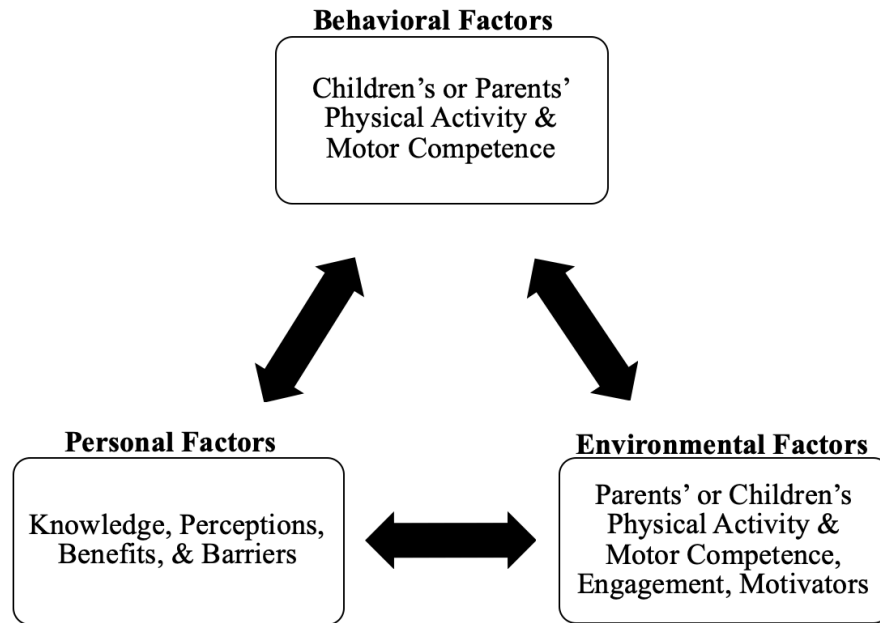 Behavioral Factors
Children’s or Parents’
Physical Activity &
Motor Competence
Personal Factors
Knowledge, Perceptions,
Benefits, & Barriers
Environmental Factors
Parents’ or Children’s
Physical Activity &
Motor Competence,
Engagement, Motivators